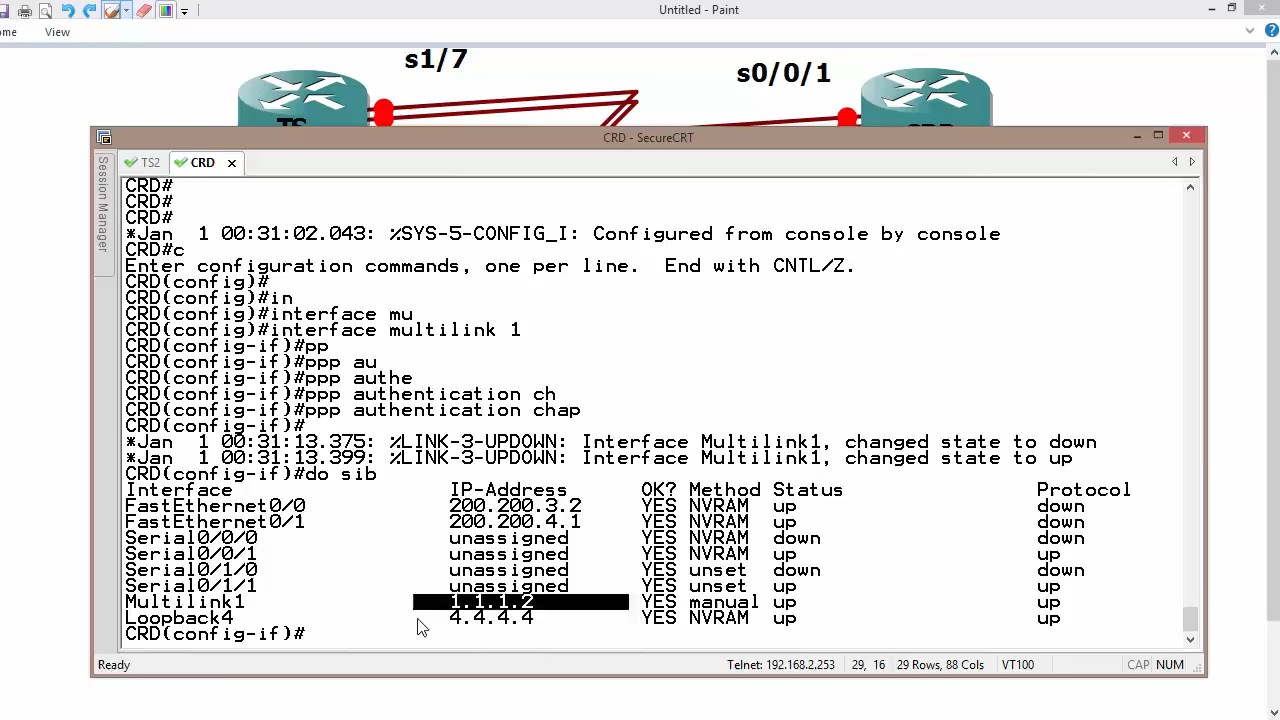 Untitled - Paint
ome View
s1/7
s0/0/1
TS
CRD
CRD - SecureCRT
Session Manager
TS2 CRD
CRD#
CRD#
CRD#
*Jan  1 00:31:02.043: %SYS-5-CONFIG_I: Configured from console by console
CRD#c
Enter configuration commands, one per line.  End with CNTL/Z.
CRD(config)#
CRD(config)#in
CRD(config)#interface mu
CRD(config)#interface multilink 1
CRD(config-if)#pp
CRD(config-if)#ppp au
CRD(config-if)#ppp authe
CRD(config-if)#ppp authentication ch
CRD(config-if)#ppp authentication chap
CRD(config-if)#
*Jan  1 00:31:13.375: %LINK-3-UPDOWN: Interface Multilink1, changed state to down
*Jan  1 00:31:13.399: %LINK-3-UPDOWN: Interface Multilink1, changed state to up
CRD(config-if)#do sib
Interface IP-Address OK? Method Status Protocol
FastEthernet0/0 200.200.3.2 YES NVRAM up down
FastEthernet0/1 200.200.4.1 YES NVRAM up down
Serial0/0/0 unassigned YES NVRAM down down
Serial0/0/1 unassigned YES NVRAM up up
Serial0/1/0 unassigned YES unset down down
Serial0/1/1 unassigned YES unset up up
Multilink1 1.1.1.2 YES manual up up
Loopback4 4.4.4.4 YES NVRAM up up
CRD(config-if)#
Ready Telnet: 192.168.2.253 29, 16 29 Rows, 88 Cols VT100 CAP NUM